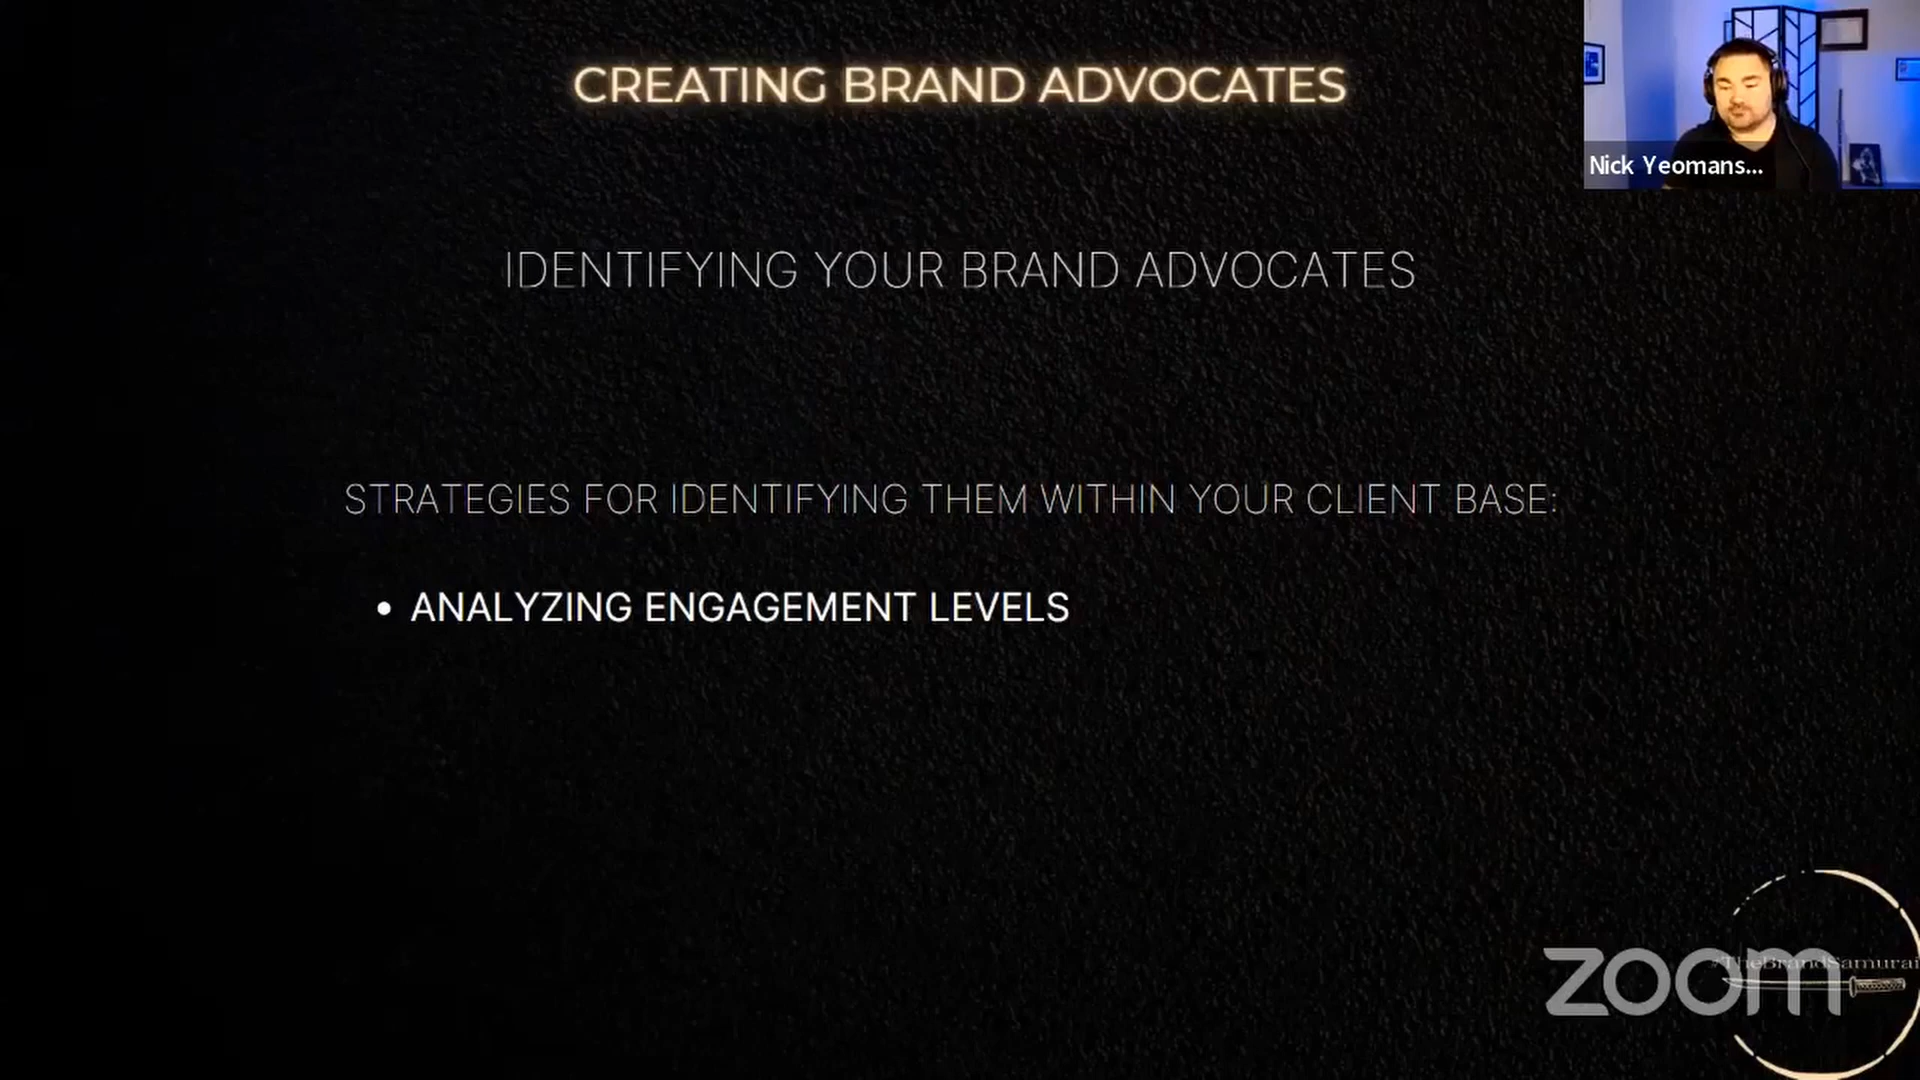 CREATING BRAND ADVOCATES
Nick Yeomans...
IDENTIFYING YOUR BRAND ADVOCATES
STRATEGIES FOR IDENTIFYING THEM WITHIN YOUR CLIENT BASE:
• ANALYZING ENGAGEMENT LEVELS
#TheBrandSamurai
zoom